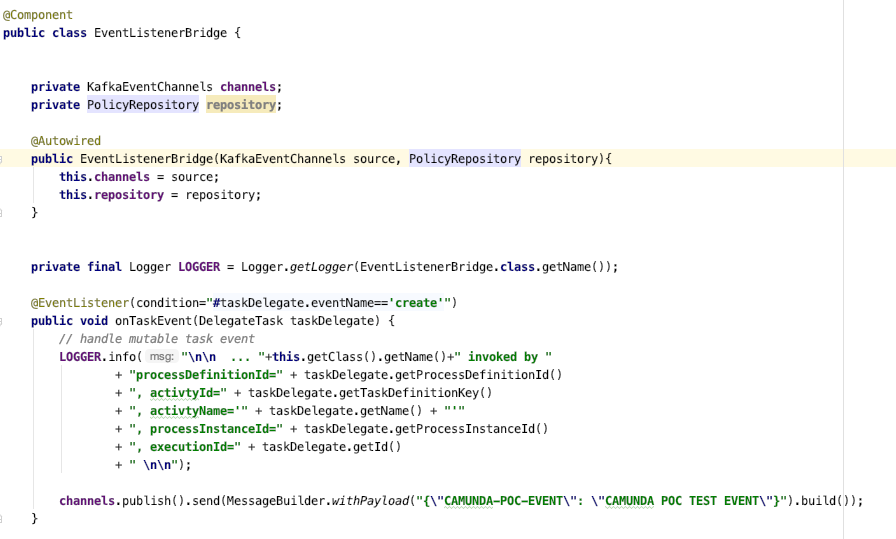 @Component
public class EventListenerBridge {
private KafkaEventChannels channels;
private PolicyRepository repository;
@Autowired
public EventListenerBridge(KafkaEventChannels source, PolicyRepository repository){
this.channels = source;
this.repository = repository;
}
private final Logger LOGGER = Logger.getLogger(EventListenerBridge.class.getName());
@EventListener(condition="#taskDelegate.eventName=='create'")
public void onTaskEvent(DelegateTask taskDelegate) {
// handle mutable task event
LOGGER.info( msg: "\n\n  ... "+this.getClass().getName()+" invoked by "
+ "processDefinitionId=" + taskDelegate.getProcessDefinitionId()
+ ", activtyId=" + taskDelegate.getTaskDefinitionKey()
+ ", activtyName='" + taskDelegate.getName() + "'"
+ ", processInstanceId=" + taskDelegate.getProcessInstanceId()
+ ", executionId=" + taskDelegate.getId()
+ " \n\n");
channels.publish().send(MessageBuilder.withPayload("{\"CAMUNDA-POC-EVENT\": \"CAMUNDA POC TEST EVENT\"}").build());
}